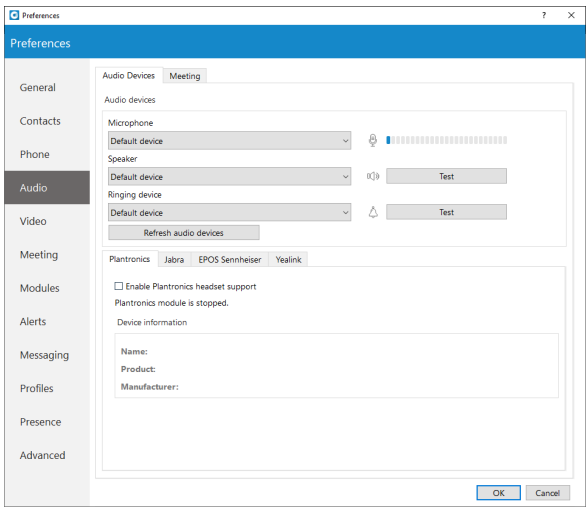 Preferences
?
Preferences
General
Contacts
Phone
Audio
Video
Meeting
Modules
Alerts
Messaging
Profiles
Presence
Advanced
Audio Devices Meeting
Audio devices
Microphone
Default device
Speaker
Default device Test
Ringing device
Default device Test
Refresh audio devices
Plantronics Jabra EPOS Sennheiser Yealink
Enable Plantronics headset support
Plantronics module is stopped.
Device information
Name:
Product:
Manufacturer:
OK Cancel